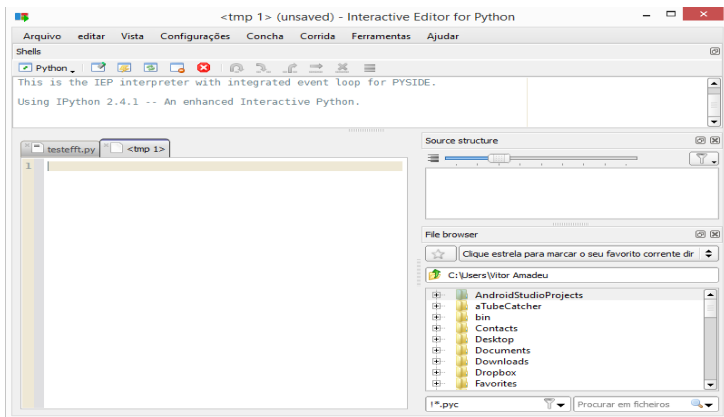 <tmp 1> (unsaved) - Interactive Editor for Python
Arquivo editar Vista Configurações Concha Corrida Ferramentas Ajudar
Shells
Python
This is the IEP interpreter with integrated event loop for PYSIDE.
Using IPython 2.4.1 -- An enhanced Interactive Python.
testefft.py <tmp 1>
1
Source structure
File browser
Clique estrela para marcar o seu favorito corrente dir
C:\Users\Vitor Amadeu
AndroidStudioProjects
aTubeCatcher
bin
Contacts
Desktop
Documents
Downloads
Dropbox
Favorites
!*.pyc Procurar em ficheiros